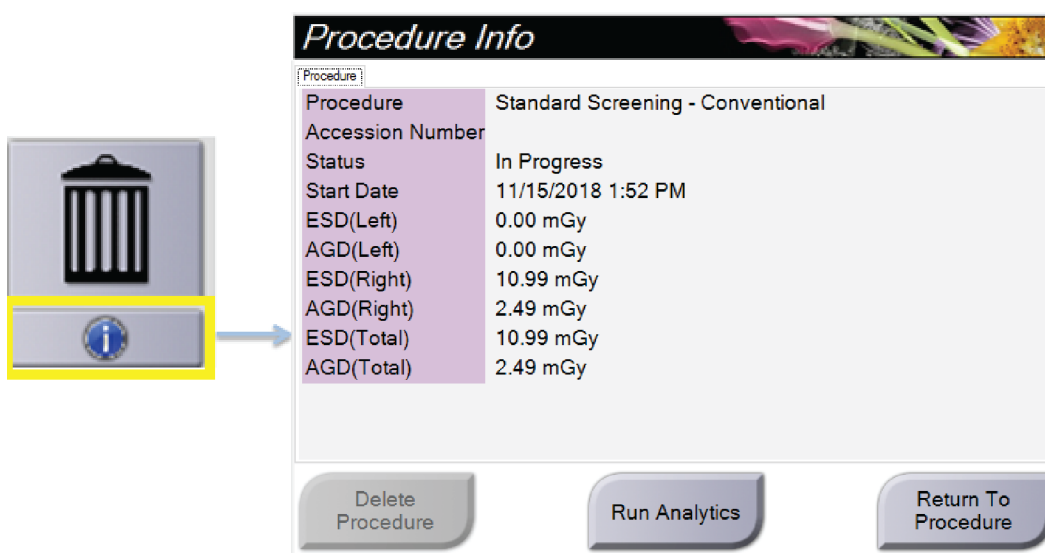 Procedure Info
Procedure
Procedure Standard Screening - Conventional
Accession Number
Status In Progress
Start Date 11/15/2018 1:52 PM
ESD(Left) 0.00 mGy
AGD(Left) 0.00 mGy
ESD(Right) 10.99 mGy
AGD(Right) 2.49 mGy
ESD(Total) 10.99 mGy
AGD(Total) 2.49 mGy
Delete
Procedure
Run Analytics
Return To
Procedure